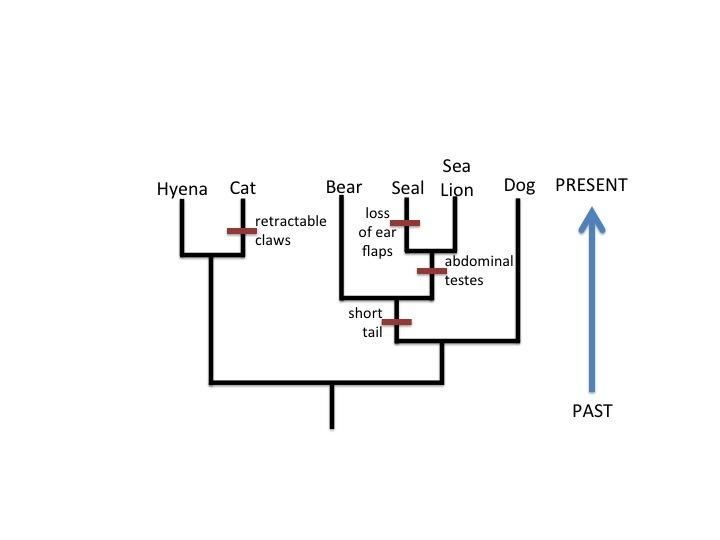 Sea
Hyena Cat Bear Seal Lion Dog PRESENT
loss
of ear
flaps
retractable
claws
abdominal
testes
short
tail
PAST